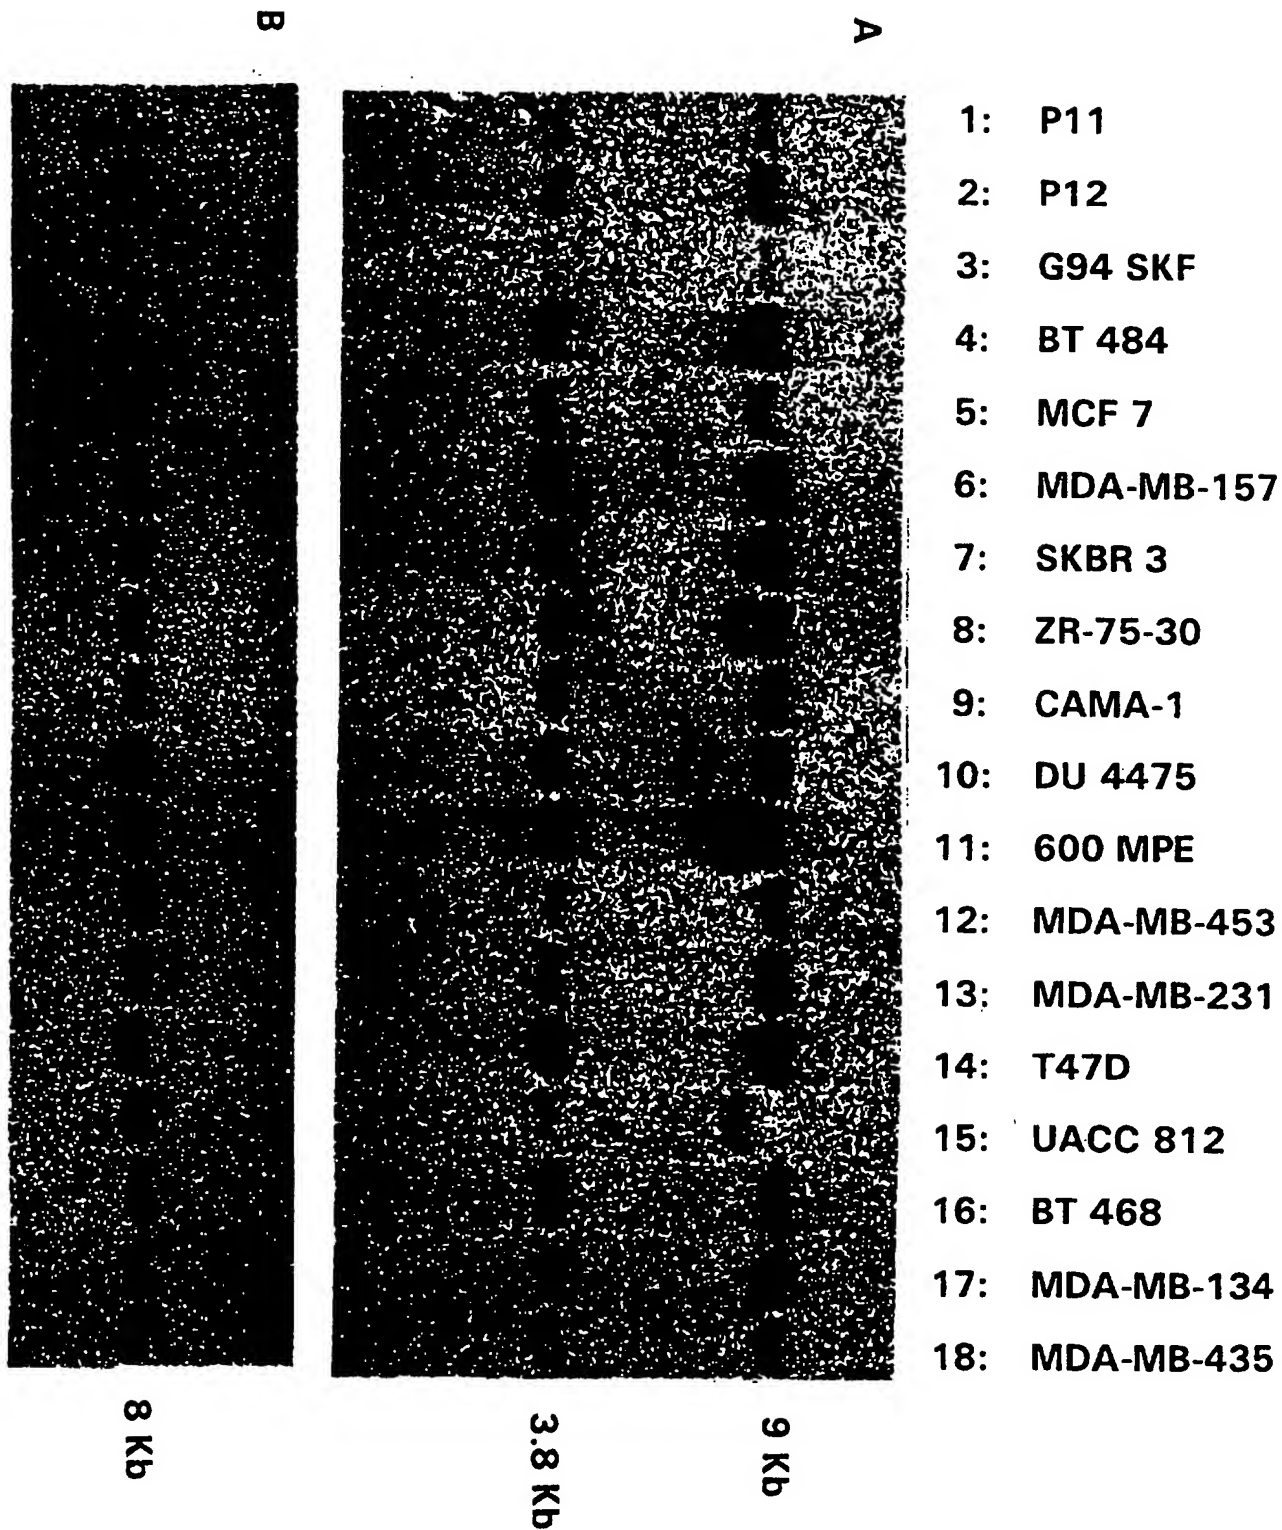 B
A
1: P11
2: P12
3: G94 SKF
4: BT 484
5: MCF 7
6: MDA-MB-157
7: SKBR 3
8: ZR-75-30
9: CAMA-1
10: DU 4475
11: 600 MPE
12: MDA-MB-453
13: MDA-MB-231
14: T47D
15: UACC 812
16: BT 468
17: MDA-MB-134
18: MDA-MB-435
8 Kb
3.8 Kb
9 Kb